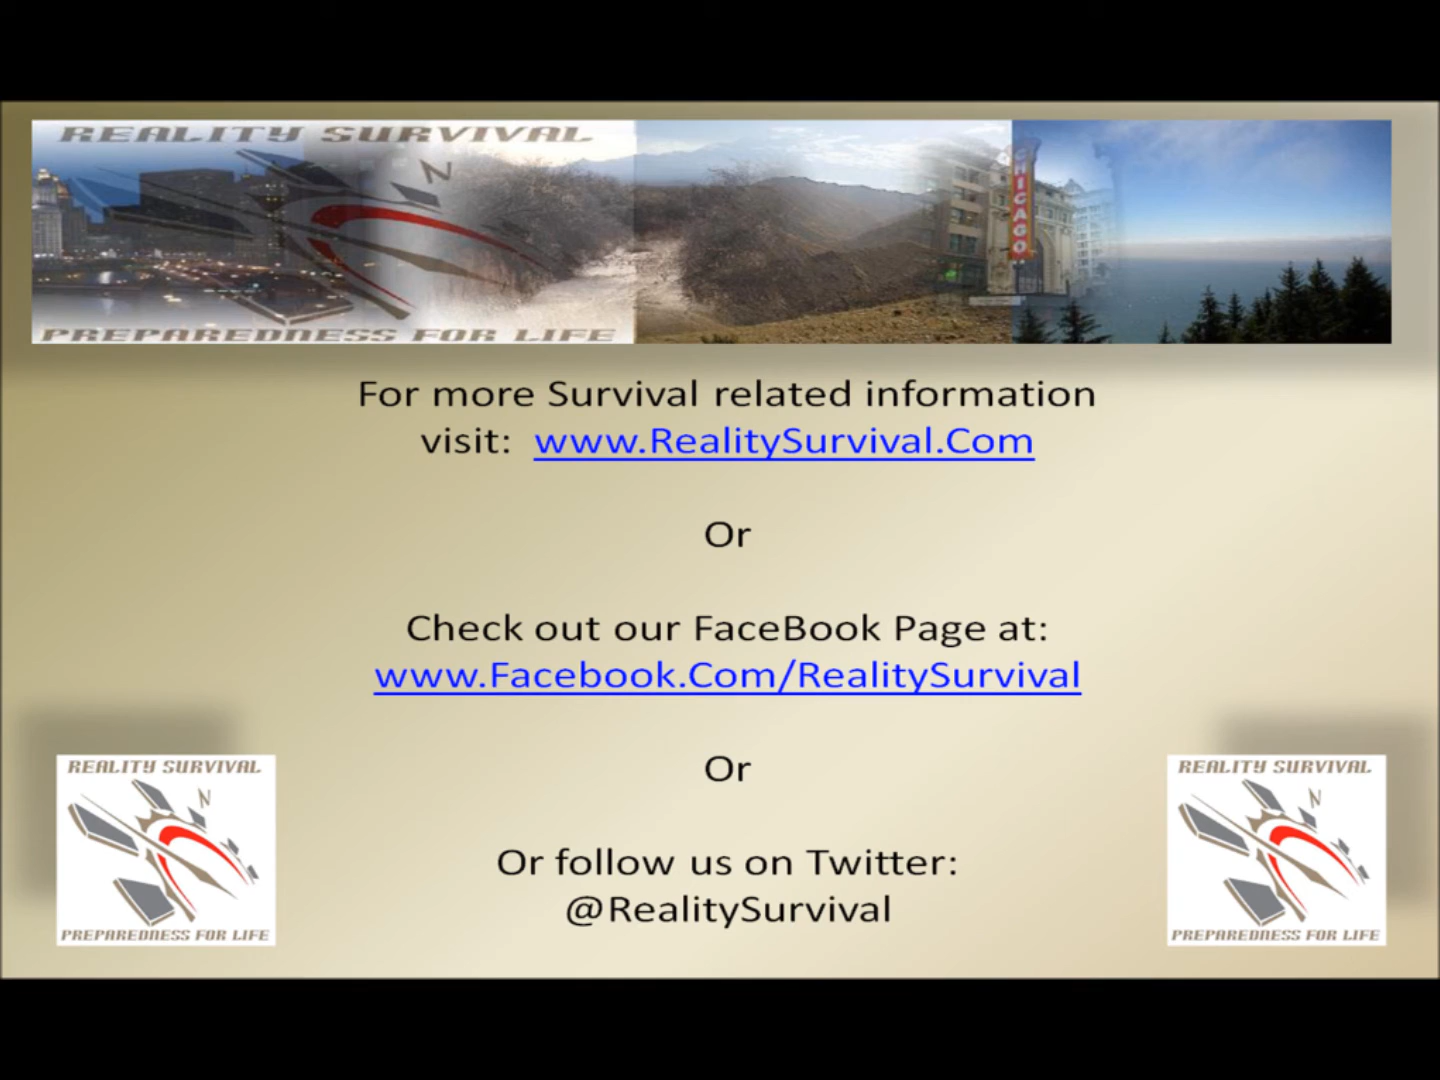 REALITY SURVIVAL
N
CHICAGO
PREPAREDNESS FOR LIFE
For more Survival related information
visit: www.RealitySurvival.Com
Or
Check out our FaceBook Page at:
www.Facebook.Com/RealitySurvival
Or
Or follow us on Twitter:
@RealitySurvival
REALITY SURVIVAL
N
PREPAREDNESS FOR LIFE
REALITY SURVIVAL
N
PREPAREDNESS FOR LIFE